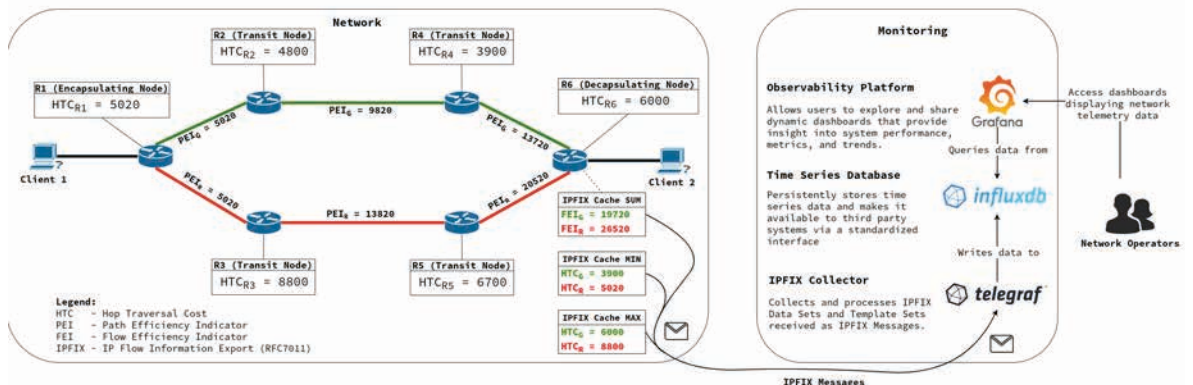 Network
R2 (Transit Node)
HTCR2 = 4800
R4 (Transit Node)
HTCR4 = 3900
R1 (Encapsulating Node)
HTCR1 = 5020
R6 (Decapsulating Node)
HTCR6 = 6000
PEIG = 5020
PEIG = 9820
PEIG = 13720
Client 1
Client 2
PEIR = 5020
PEIR = 13820
PEIR = 20520
R3 (Transit Node)
HTCR3 = 8800
R5 (Transit Node)
HTCR5 = 6700
IPFIX Cache SUM
FEIG = 19720
FEIR = 26520
IPFIX Cache MIN
HTCG = 3900
HTCR = 5020
IPFIX Cache MAX
HTCG = 6000
HTCR = 8800
Legend:
HTC - Hop Traversal Cost
PEI - Path Efficiency Indicator
FEI - Flow Efficiency Indicator
IPFIX - IP Flow Information Export (RFC7011)
IPFIX Messages
Monitoring
Observability Platform
Allows users to explore and share
dynamic dashboards that provide
insight into system performance,
metrics, and trends.
Grafana
Queries data from
Time Series Database
Persistently stores time
series data and makes it
available to third party
systems via a standardized
interface
influxdb
Writes data to
IPFIX Collector
Collects and processes IPFIX
Data Sets and Template Sets
received as IPFIX Messages.
telegraf
Access dashboards
displaying network
telemetry data
Network Operators